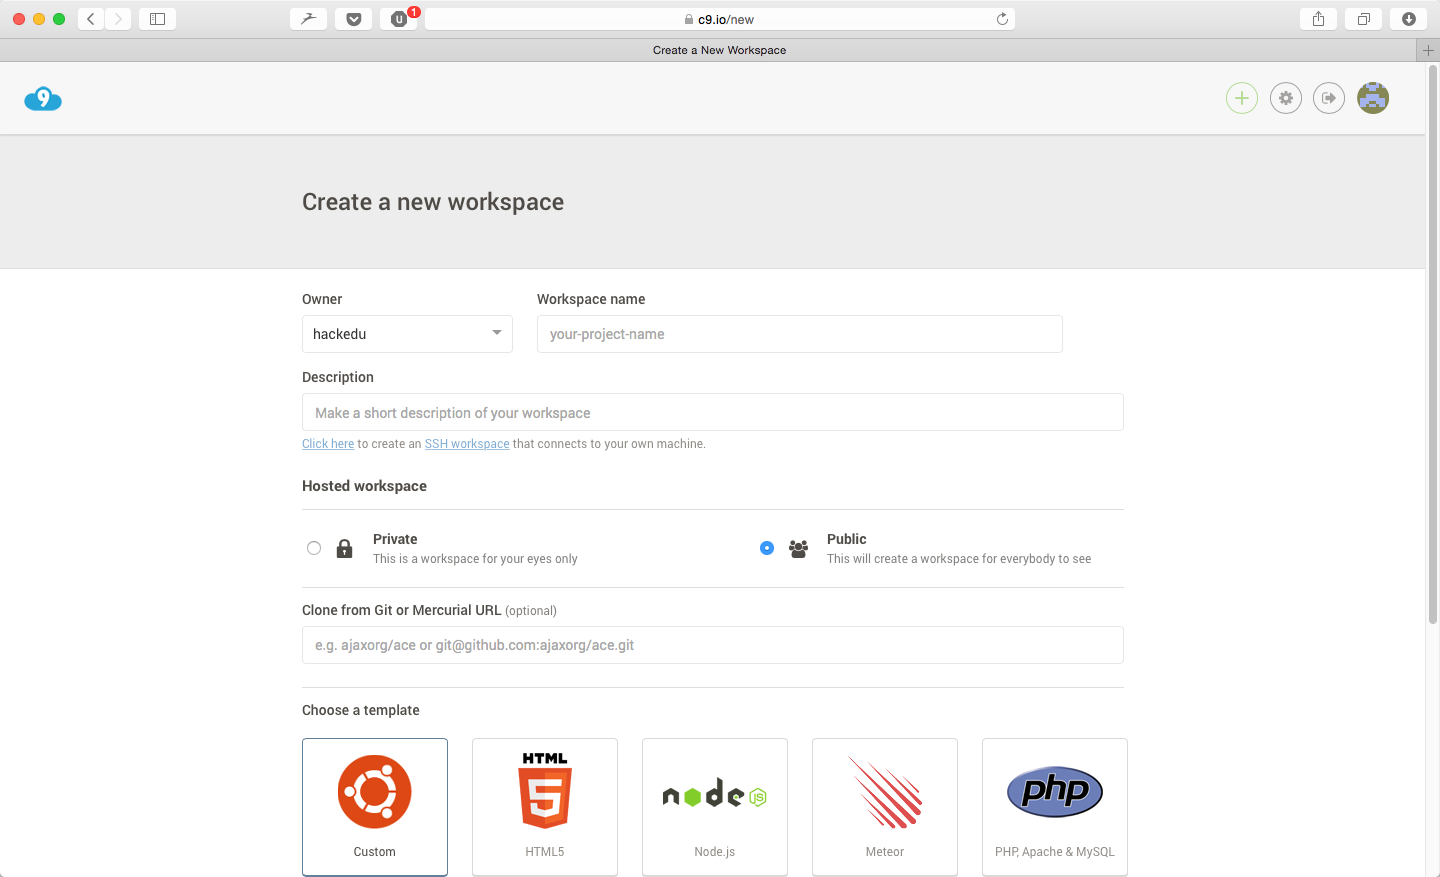 u
1
c9.io/new
Create a New Workspace
9
Create a new workspace
Owner
Workspace name
hackedu
your-project-name
Description
Make a short description of your workspace
Click here to create an SSH workspace that connects to your own machine.
Hosted workspace
Private
This is a workspace for your eyes only
Public
This will create a workspace for everybody to see
Clone from Git or Mercurial URL (optional)
e.g. ajaxorg/ace or git@github.com:ajaxorg/ace.git
Choose a template
HTML
5
node
JS
php
Custom
HTML5
Node.js
Meteor
PHP, Apache & MySQL